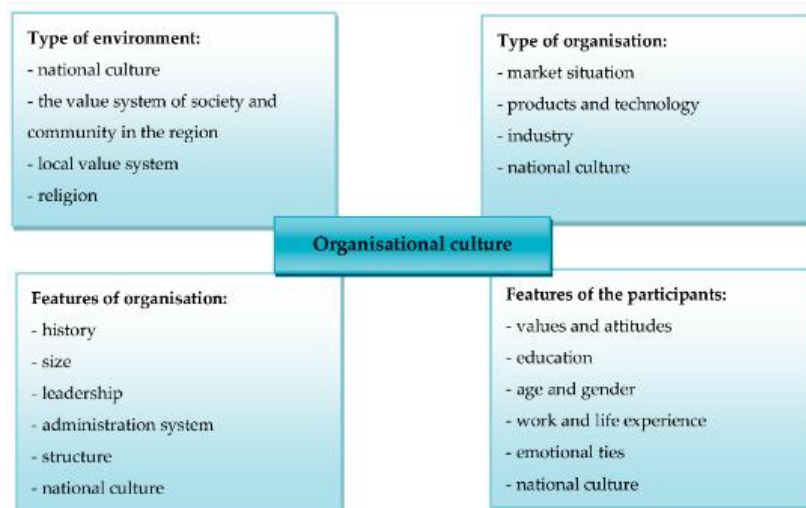 Type of environment:
- national culture
- the value system of society and
community in the region
- local value system
- religion
Type of organisation:
- market situation
- products and technology
- industry
- national culture
Organisational culture
Features of organisation:
- history
- size
- leadership
- administration system
- structure
- national culture
Features of the participants:
- values and attitudes
- education
- age and gender
- work and life experience
- emotional ties
- national culture